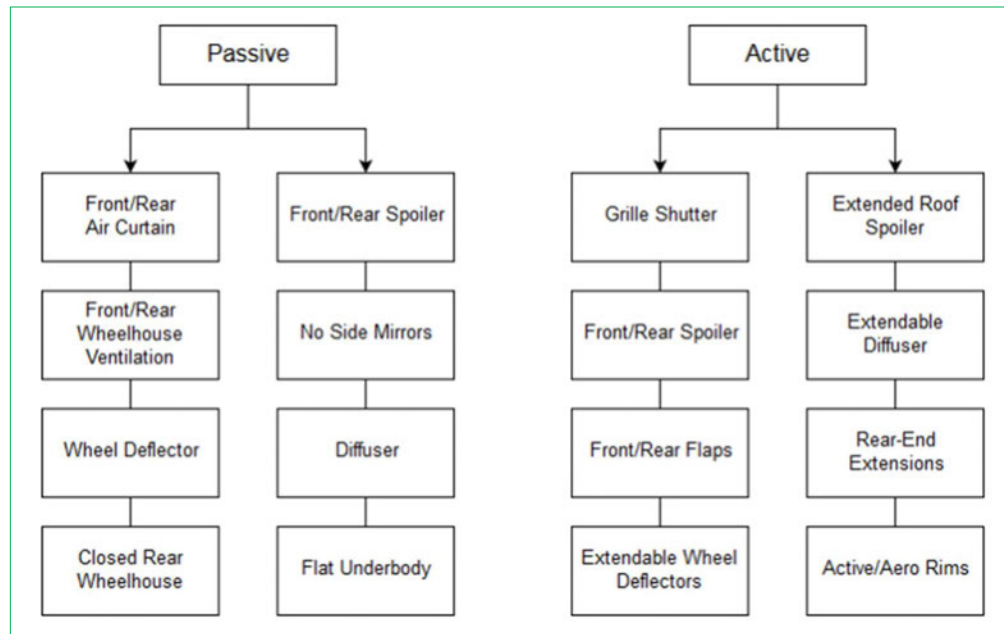 Passive
Active
Front/Rear
Air Curtain
Front/Rear Spoiler
Grille Shutter
Extended Roof
Spoiler
Front/Rear
Wheelhouse
Ventilation
No Side Mirrors
Front/Rear Spoiler
Extendable
Diffuser
Wheel Deflector
Diffuser
Front/Rear Flaps
Rear-End
Extensions
Closed Rear
Wheelhouse
Flat Underbody
Extendable Wheel
Deflectors
Active/Aero Rims